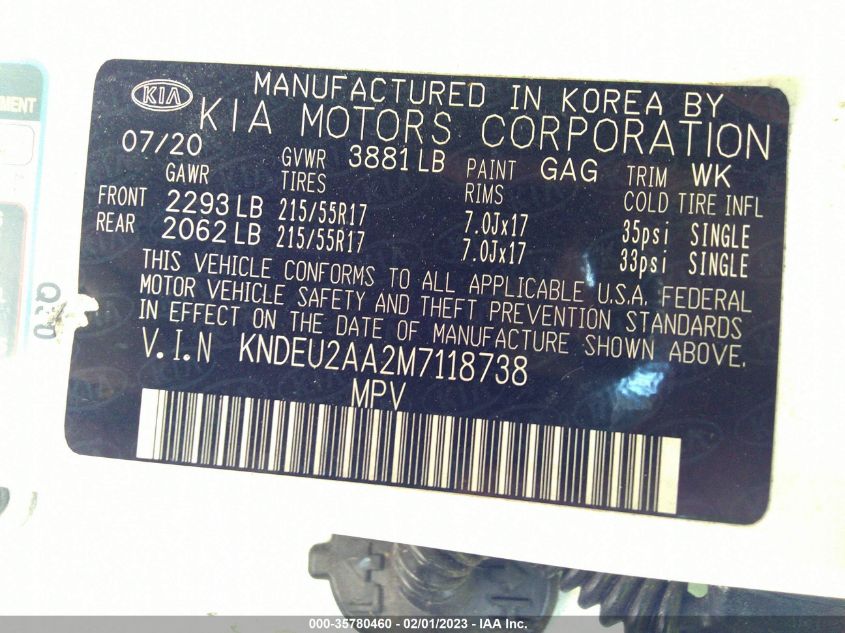 MENT
MANUFACTURED IN KOREA BY
KIA KIA MOTORS CORPORATION
07/20 GVWR 3881 LB PAINT GAG TRIM WK
GAWR TIRES RIMS COLD TIRE INFL
FRONT 2293 LB 215/55R17 7.0Jx17 35psi SINGLE
REAR 2062 LB 215/55R17 7.0Jx17 33psi SINGLE
THIS VEHICLE CONFORMS TO ALL APPLICABLE U.S.A. FEDERAL
MOTOR VEHICLE SAFETY AND THEFT PREVENTION STANDARDS
IN EFFECT ON THE DATE OF MANUFACTURE SHOWN ABOVE.
V.I.N KNDEU2AA2M7118738
MPV
000-35780460 - 02/01/2023 - IAA Inc.